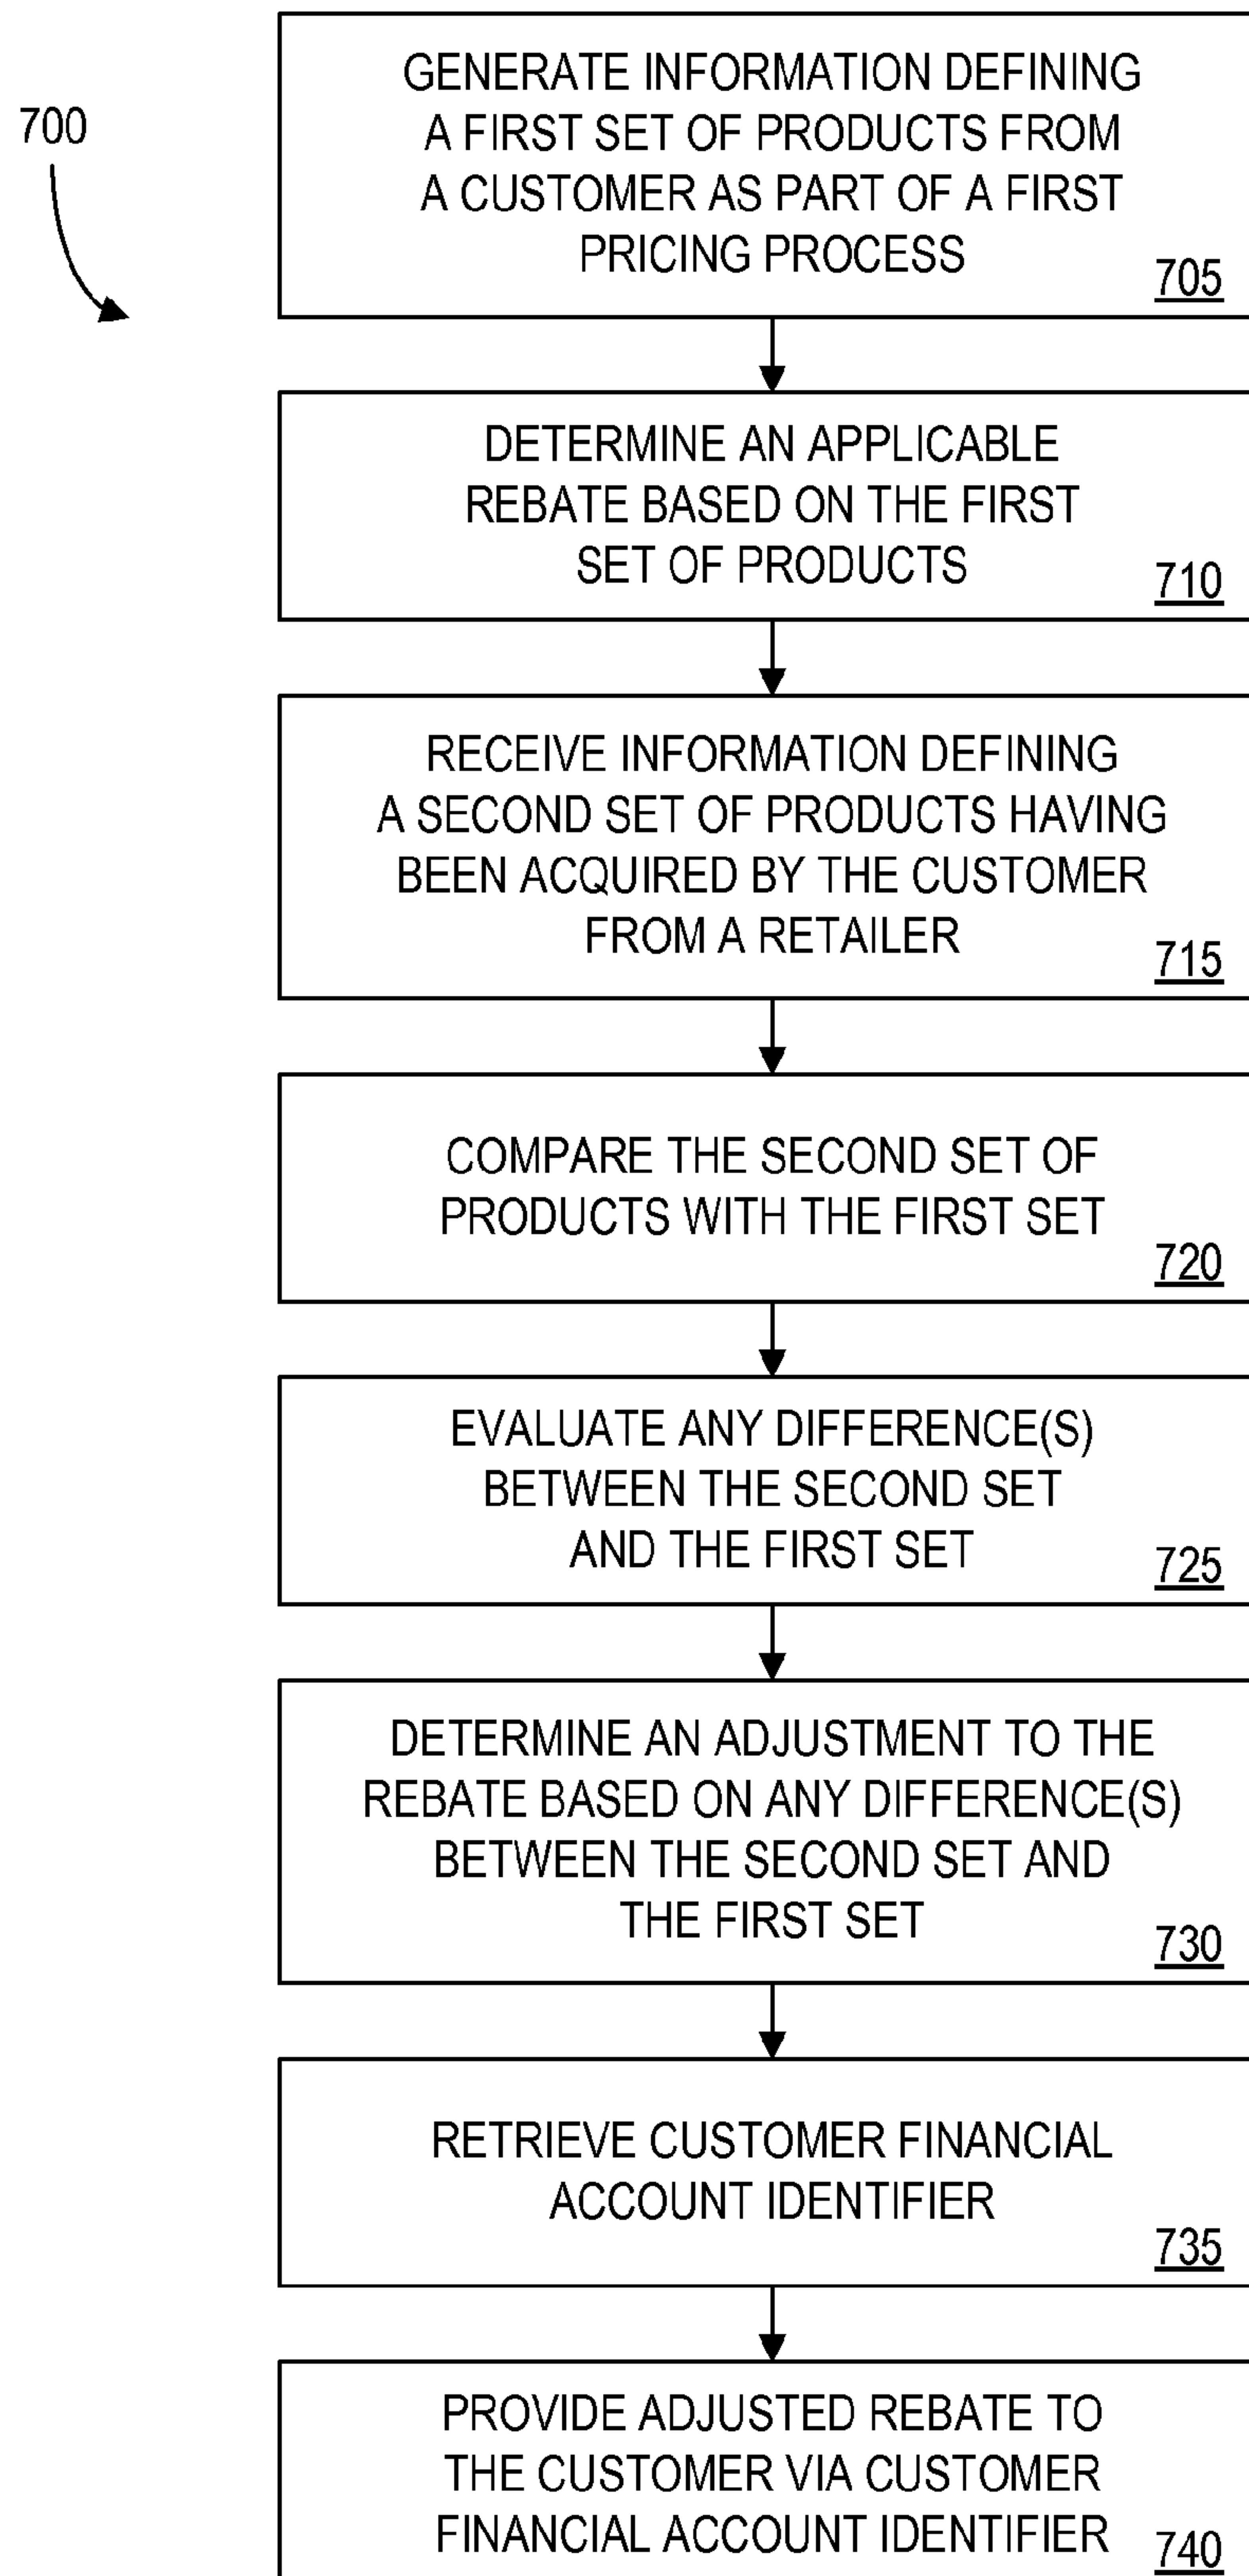 700
GENERATE INFORMATION DEFINING
A FIRST SET OF PRODUCTS FROM
A CUSTOMER AS PART OF A FIRST
PRICING PROCESS
705
DETERMINE AN APPLICABLE
REBATE BASED ON THE FIRST
SET OF PRODUCTS
710
RECEIVE INFORMATION DEFINING
A SECOND SET OF PRODUCTS HAVING
BEEN ACQUIRED BY THE CUSTOMER
FROM A RETAILER
715
COMPARE THE SECOND SET OF
PRODUCTS WITH THE FIRST SET
720
EVALUATE ANY DIFFERENCE(S)
BETWEEN THE SECOND SET
AND THE FIRST SET
725
DETERMINE AN ADJUSTMENT TO THE
REBATE BASED ON ANY DIFFERENCE(S)
BETWEEN THE SECOND SET AND
THE FIRST SET
730
RETRIEVE CUSTOMER FINANCIAL
ACCOUNT IDENTIFIER
735
PROVIDE ADJUSTED REBATE TO
THE CUSTOMER VIA CUSTOMER
FINANCIAL ACCOUNT IDENTIFIER
740